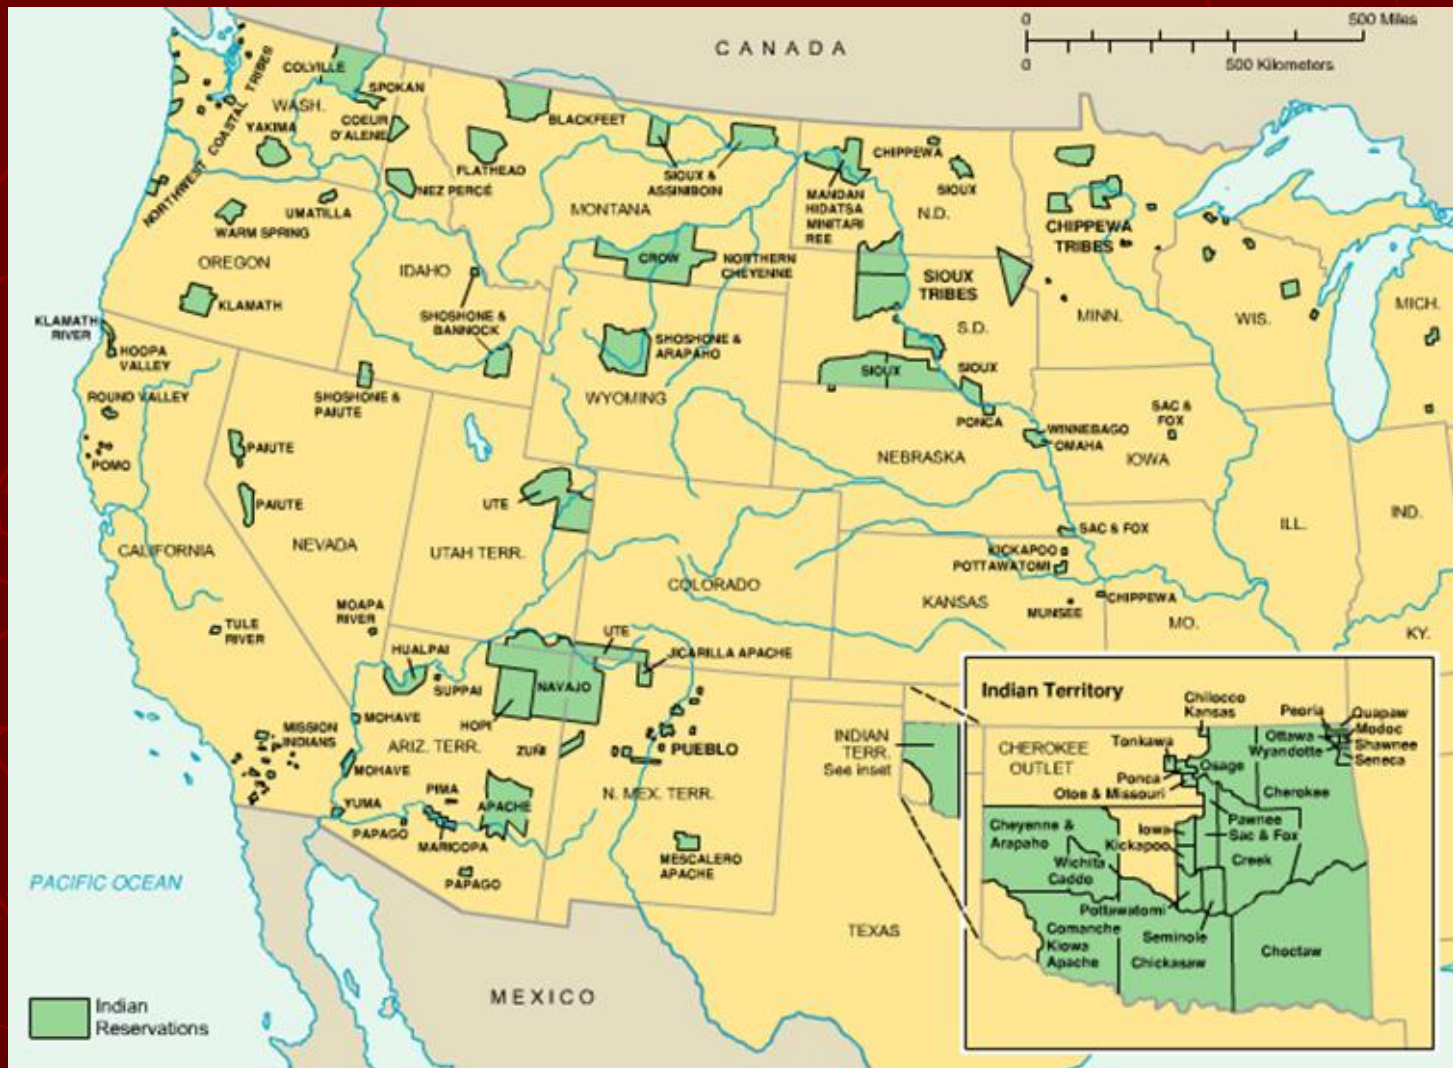 CANADA
0
500 Miles
0
500 Kilometers
NORTHWEST COASTAL TRIBES
COLVILLE
SPOKAN
WASH.
YAKIMA
COEUR
D'ALENE
BLACKFEET
FLATHEAD
NEZ PERCÉ
SIOUX &
ASSINIBOIN
MONTANA
UMATILLA
WARM SPRING
OREGON
KLAMATH
IDAHO
CROW
NORTHERN
CHEYENNE
CHIPPEWA
SIOUX
MANDAN
HIDATSA
MINITARI
REE
N.D.
CHIPPEWA
TRIBES
SIOUX
TRIBES
S.D.
MINN.
WIS.
MICH.
KLAMATH
RIVER
HOOPA
VALLEY
ROUND VALLEY
POMO
SHOSHONE &
BANNOCK
SHOSHONE &
ARAPAHO
WYOMING
SHOSHONE &
PAIUTE
SIOUX
SIOUX
PONCA
WINNEBAGO
OMAHA
SAC &
FOX
IOWA
NEBRASKA
PAIUTE
PAIUTE
UTE
NEVADA
UTAH TERR.
CALIFORNIA
COLORADO
KANSAS
SAC & FOX
KICKAPOO
POTTAWATOMI
MUNSEE
CHIPPEWA
MO.
ILL.
IND.
KY.
TULE
RIVER
MOAPA
RIVER
HUALPAI
SUPPAI
UTE
JICARILLA APACHE
NAVAJO
HOPI
MOHAVE
MISSION
INDIANS
ARIZ. TERR.
ZUÑI
PUEBLO
MOHAVE
YUMA
PIMA
APACHE
N. MEX. TERR.
PAPAGO
MARICOPA
PAPAGO
MESCALERO
APACHE
INDIAN
TERR.
See inset
TEXAS
PACIFIC OCEAN
MEXICO
Indian
Reservations
Indian Territory
CHEROKEE
OUTLET
Chilocco
Kansas
Peoria
Quapaw
Modoc
Ottawa
Shawnee
Wyandotte
Seneca
Tonkawa
Osage
Ponca
Otoe & Missouri
Cherokee
Cheyenne &
Arapaho
Iowa
Kickapoo
Pawnee
Sac & Fox
Creek
Wichita
Caddo
Pottawatomi
Seminole
Comanche
Kiowa
Apache
Chickasaw
Choctaw